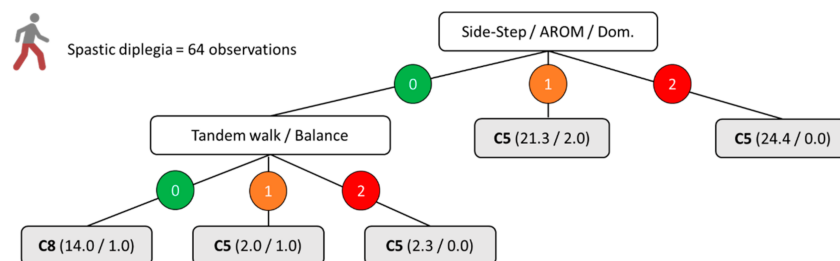 Spastic diplegia = 64 observations
Side-Step / AROM / Dom.
0
1
2
C5 (21.3 / 2.0)
C5 (24.4 / 0.0)
Tandem walk / Balance
0
1
2
C8 (14.0 / 1.0)
C5 (2.0 / 1.0)
C5 (2.3 / 0.0)